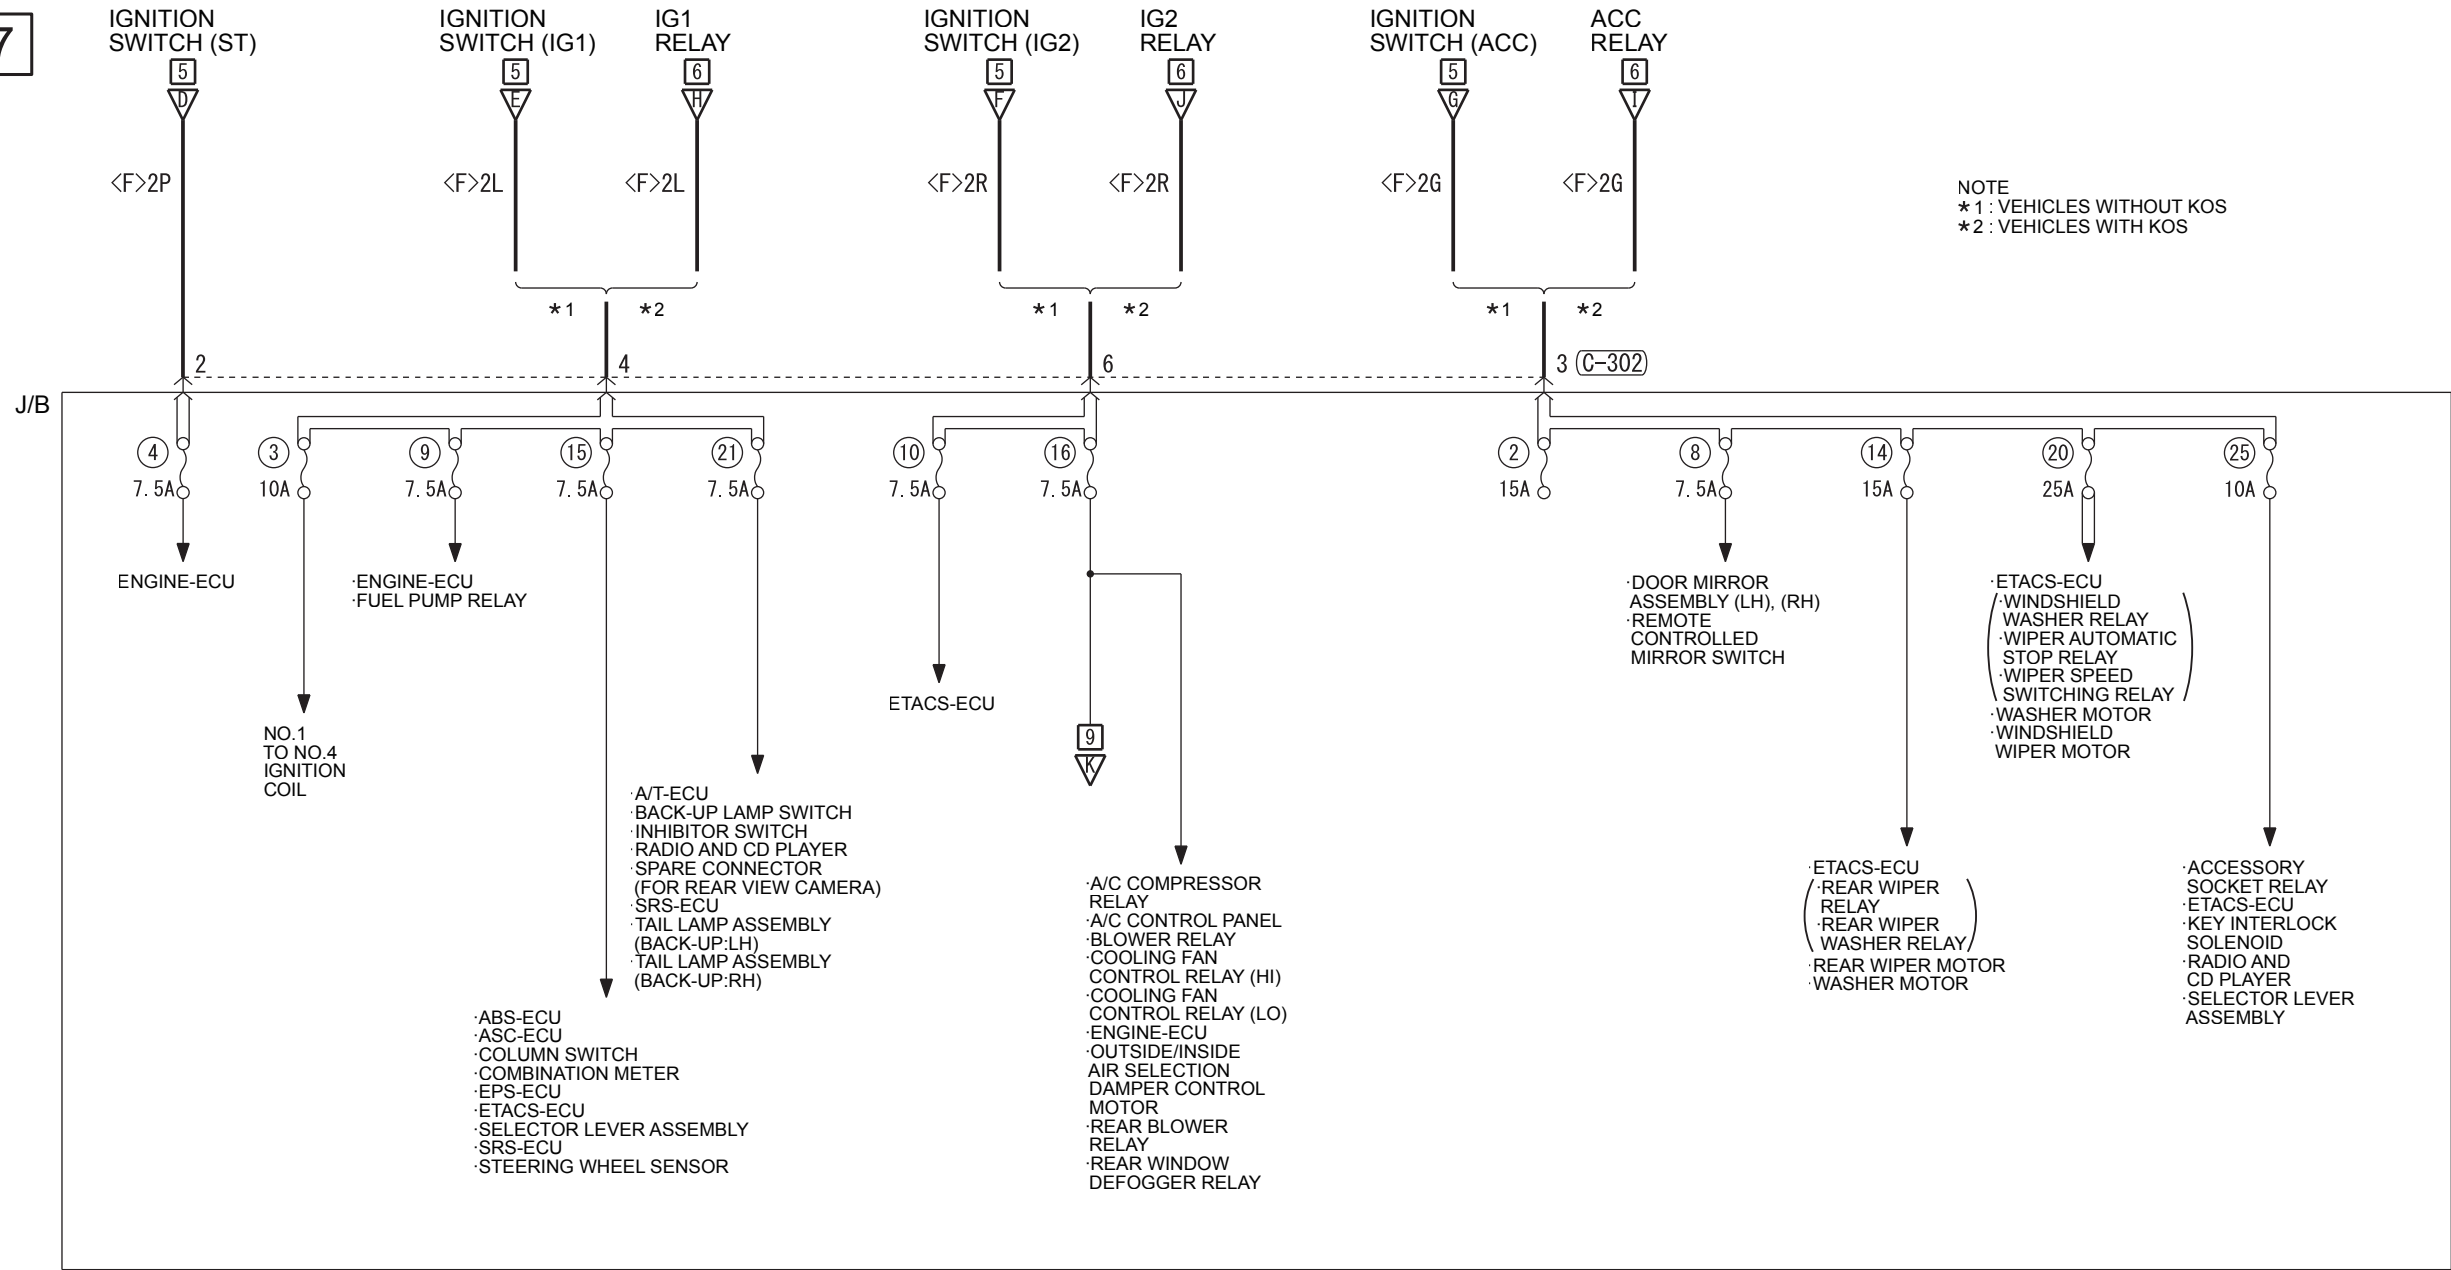 7
IGNITION
SWITCH (ST)
5
D
<F>2P
IGNITION
SWITCH (IG1)
5
E
<F>2L
IG1
RELAY
6
H
<F>2L
IGNITION
SWITCH (IG2)
5
F
<F>2R
IG2
RELAY
6
J
<F>2R
IGNITION
SWITCH (ACC)
5
G
<F>2G
ACC
RELAY
6
I
<F>2G
NOTE
*1 : VEHICLES WITHOUT KOS
*2 : VEHICLES WITH KOS
*1 *2
*1 *2
*1 *2
2
4
6
3 C-302
J/B
4
7.5A
3
10A
9
7.5A
15
7.5A
21
7.5A
10
7.5A
16
7.5A
2
15A
8
7.5A
14
15A
20
25A
25
10A
ENGINE-ECU
NO.1
TO NO.4
IGNITION
COIL
·ENGINE-ECU
·FUEL PUMP RELAY
·ABS-ECU
·ASC-ECU
·COLUMN SWITCH
·COMBINATION METER
·EPS-ECU
·ETACS-ECU
·SELECTOR LEVER ASSEMBLY
·SRS-ECU
·STEERING WHEEL SENSOR
·A/T-ECU
·BACK-UP LAMP SWITCH
·INHIBITOR SWITCH
·RADIO AND CD PLAYER
·SPARE CONNECTOR
(FOR REAR VIEW CAMERA)
·SRS-ECU
·TAIL LAMP ASSEMBLY
(BACK-UP:LH)
·TAIL LAMP ASSEMBLY
(BACK-UP:RH)
ETACS-ECU
9
K
·A/C COMPRESSOR
RELAY
·A/C CONTROL PANEL
·BLOWER RELAY
·COOLING FAN
CONTROL RELAY (HI)
·COOLING FAN
CONTROL RELAY (LO)
·ENGINE-ECU
·OUTSIDE/INSIDE
AIR SELECTION
DAMPER CONTROL
MOTOR
·REAR BLOWER
RELAY
·REAR WINDOW
DEFOGGER RELAY
·DOOR MIRROR
ASSEMBLY (LH), (RH)
·REMOTE
CONTROLLED
MIRROR SWITCH
·ETACS-ECU
(·REAR WIPER
RELAY
·REAR WIPER
WASHER RELAY)
·REAR WIPER MOTOR
·WASHER MOTOR
·ETACS-ECU
(·WINDSHIELD
WASHER RELAY
·WIPER AUTOMATIC
STOP RELAY
·WIPER SPEED
SWITCHING RELAY)
·WASHER MOTOR
·WINDSHIELD
WIPER MOTOR
·ACCESSORY
SOCKET RELAY
·ETACS-ECU
·KEY INTERLOCK
SOLENOID
·RADIO AND
CD PLAYER
·SELECTOR LEVER
ASSEMBLY